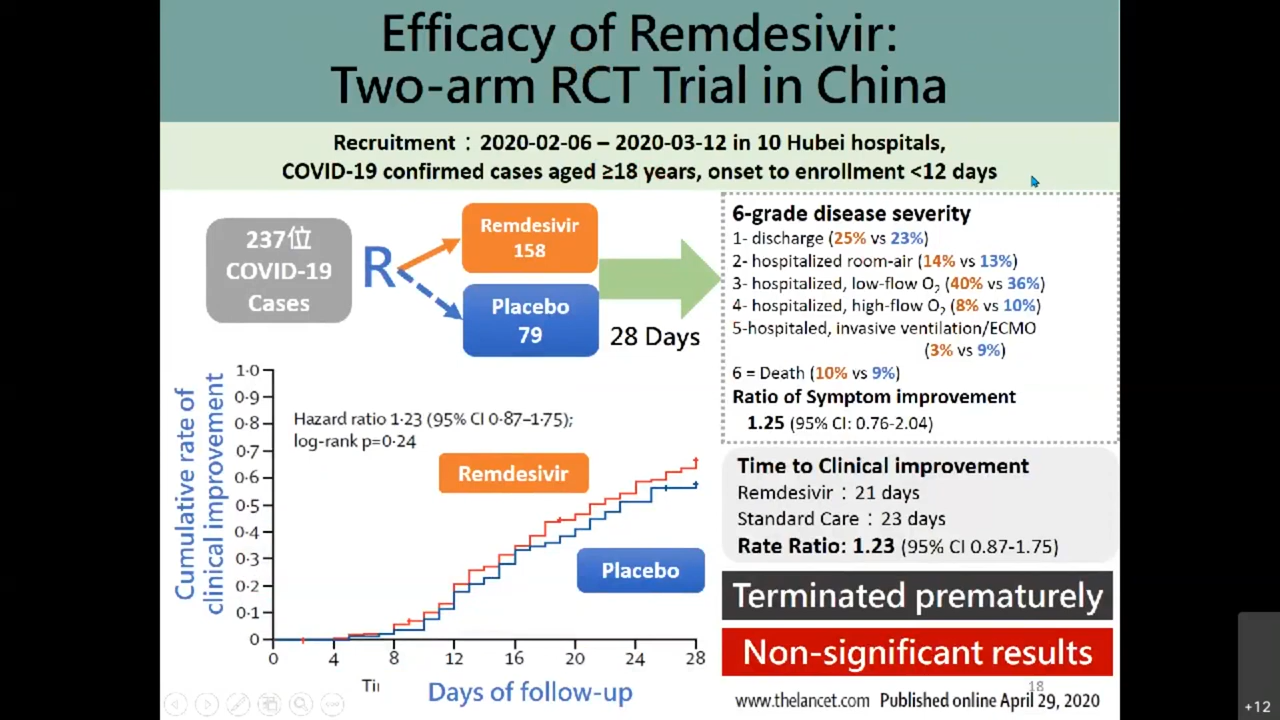 Efficacy of Remdesivir:
Two-arm RCT Trial in China
Recruitment：2020-02-06 – 2020-03-12 in 10 Hubei hospitals,
COVID-19 confirmed cases aged ≥18 years, onset to enrollment <12 days
237位
COVID-19
Cases
R
Remdesivir
158
Placebo
79
28 Days
6-grade disease severity
1- discharge (25% vs 23%)
2- hospitalized room-air (14% vs 13%)
3- hospitalized, low-flow O₂ (40% vs 36%)
4- hospitalized, high-flow O₂ (8% vs 10%)
5-hospitaled, invasive ventilation/ECMO
(3% vs 9%)
6 = Death (10% vs 9%)
Ratio of Symptom improvement
1.25 (95% CI: 0.76-2.04)
Cumulative rate of
clinical improvement
1·0
0·9
0·8
0·7
0·6
0·5
0·4
0·3
0·2
0·1
0
Hazard ratio 1·23 (95% CI 0·87–1·75);
log-rank p=0·24
Remdesivir
Placebo
0 4 8 12 16 20 24 28
Days of follow-up
Time to Clinical improvement
Remdesivir：21 days
Standard Care：23 days
Rate Ratio: 1.23 (95% CI 0.87-1.75)
Terminated prematurely
Non-significant results
18
www.thelancet.com Published online April 29, 2020
+12